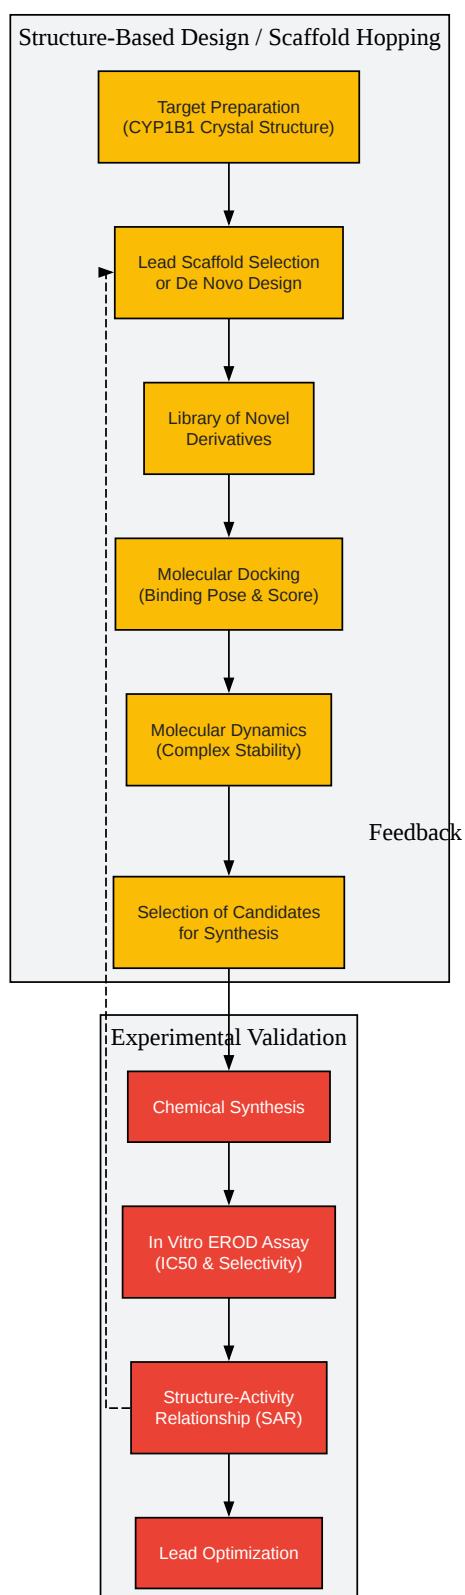 Structure-Based Design / Scaffold Hopping
Target Preparation
(CYP1B1 Crystal Structure)
Lead Scaffold Selection
or De Novo Design
Library of Novel
Derivatives
Molecular Docking
(Binding Pose & Score)
Molecular Dynamics
(Complex Stability)
Feedback
Selection of Candidates
for Synthesis
Experimental Validation
Chemical Synthesis
In Vitro EROD Assay
(IC50 & Selectivity)
Structure-Activity
Relationship (SAR)
Lead Optimization